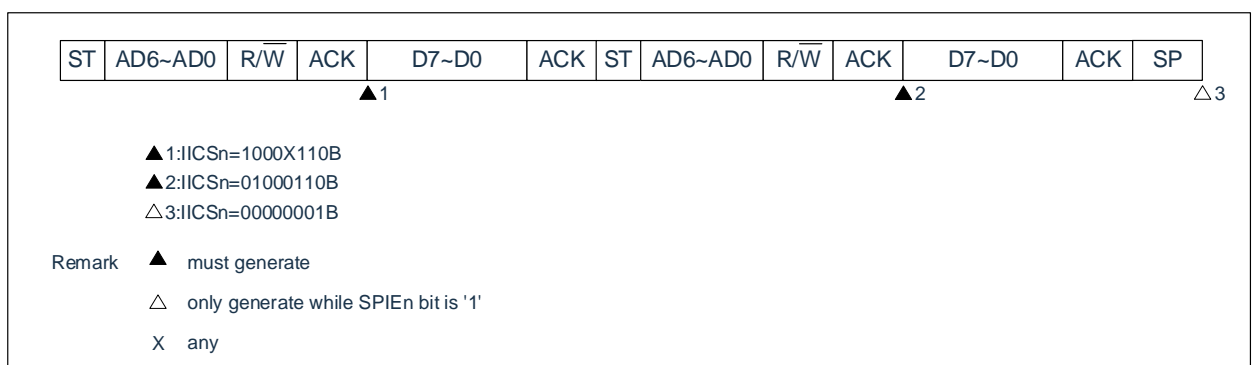 ST AD6~AD0 R/W̅ ACK D7~D0 ACK ST AD6~AD0 R/W̅ ACK D7~D0 ACK SP
▲1 ▲2 △3
▲1:IICSn=1000X110B
▲2:IICSn=01000110B
△3:IICSn=00000001B
Remark ▲ must generate
△ only generate while SPIEn bit is '1'
X any